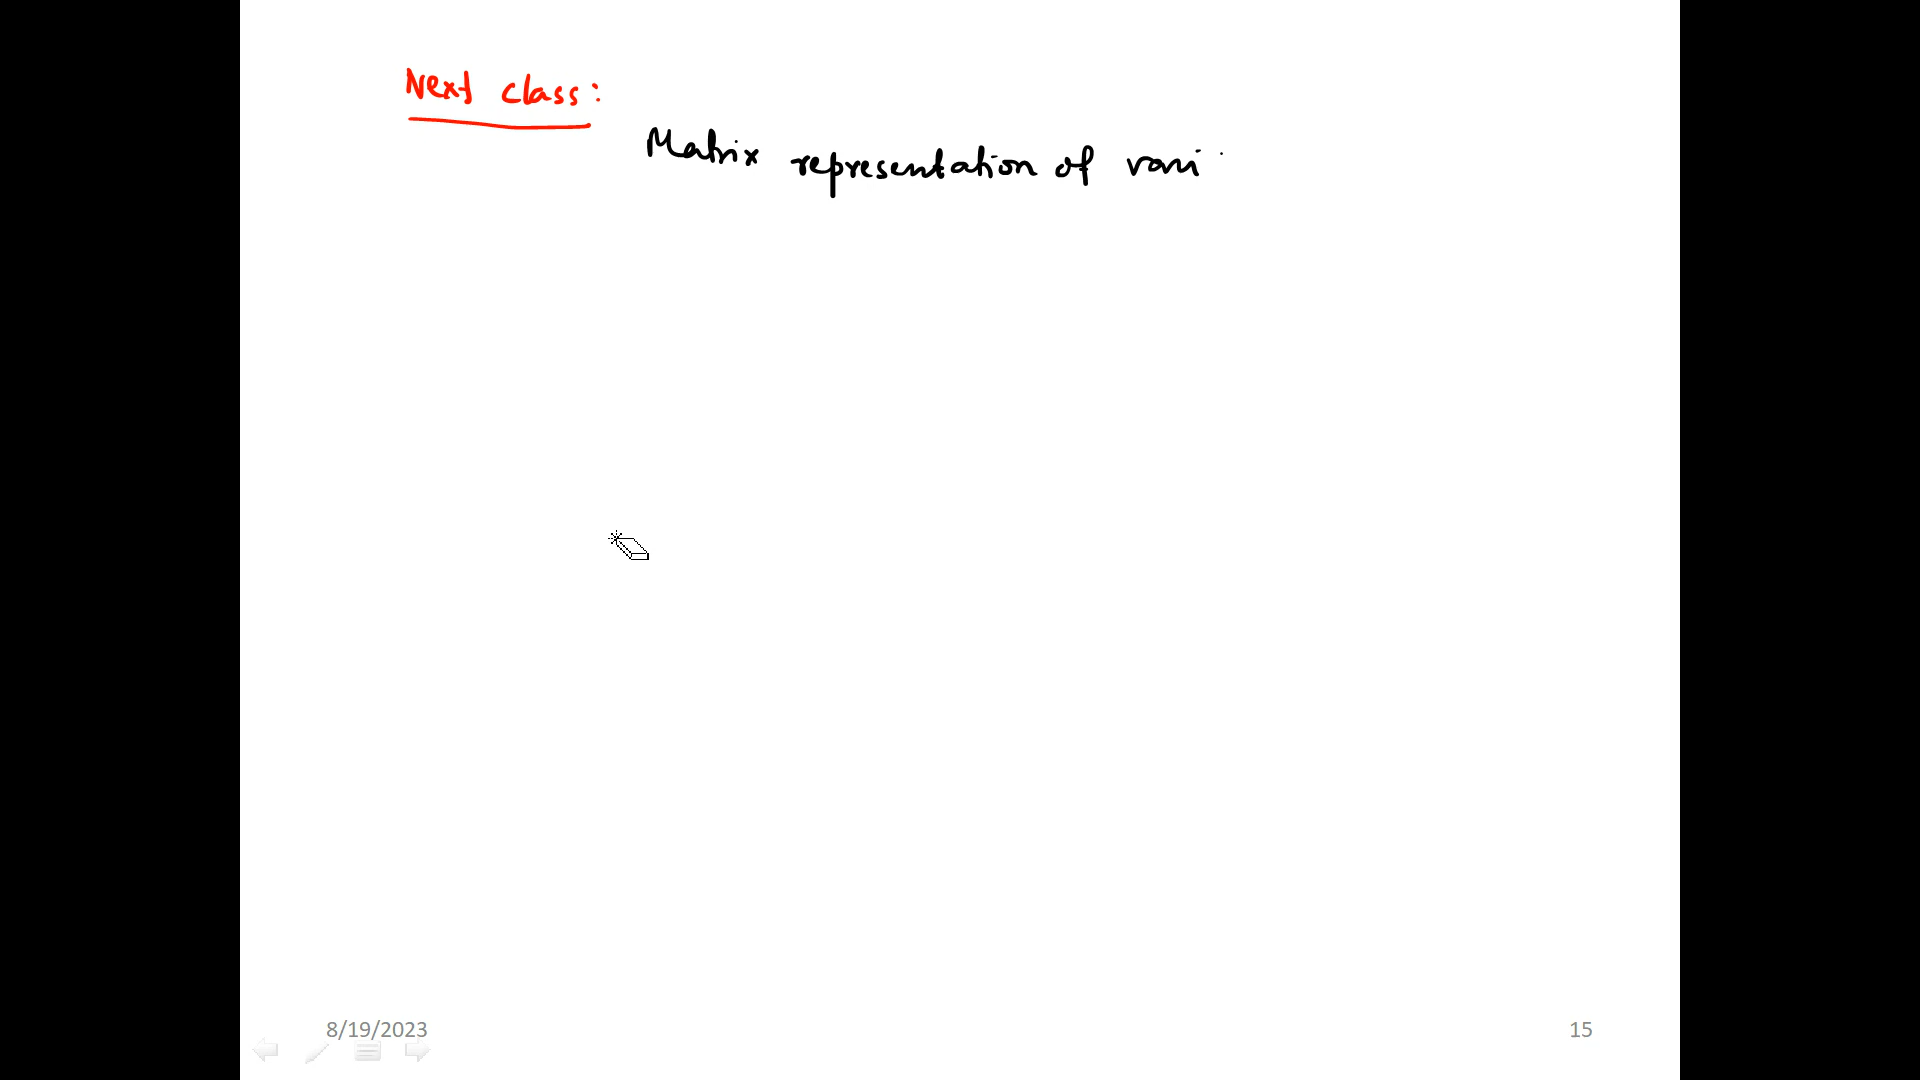 Next class:
Matrix representation of vari
8/19/2023
15